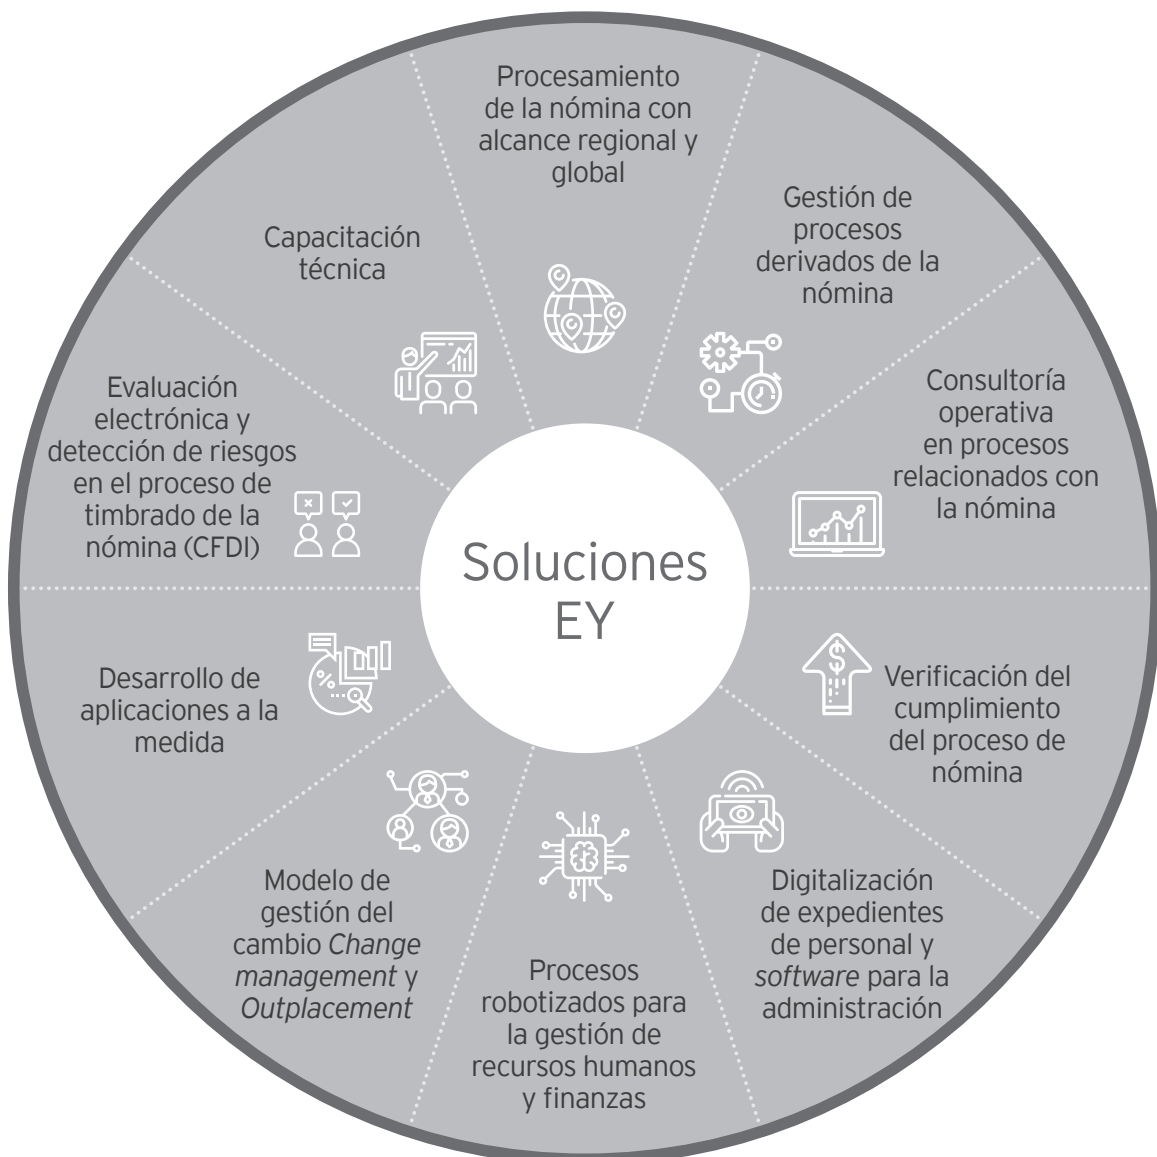 Procesamiento
de la nómina con
alcance regional y
global
Gestión de
procesos
derivados de la
nómina
Consultoría
operativa
en procesos
relacionados con
la nómina
Verificación del
cumplimiento
del proceso de
nómina
Digitalización
de expedientes
de personal y
software para la
administración
Procesos
robotizados para
la gestión de
recursos humanos
y finanzas
Modelo de
gestión del
cambio Change
management y
Outplacement
Desarrollo de
aplicaciones a la
medida
Evaluación
electrónica y
detección de riesgos
en el proceso de
timbrado de la
nómina (CFDI)
Capacitación
técnica
Soluciones
EY